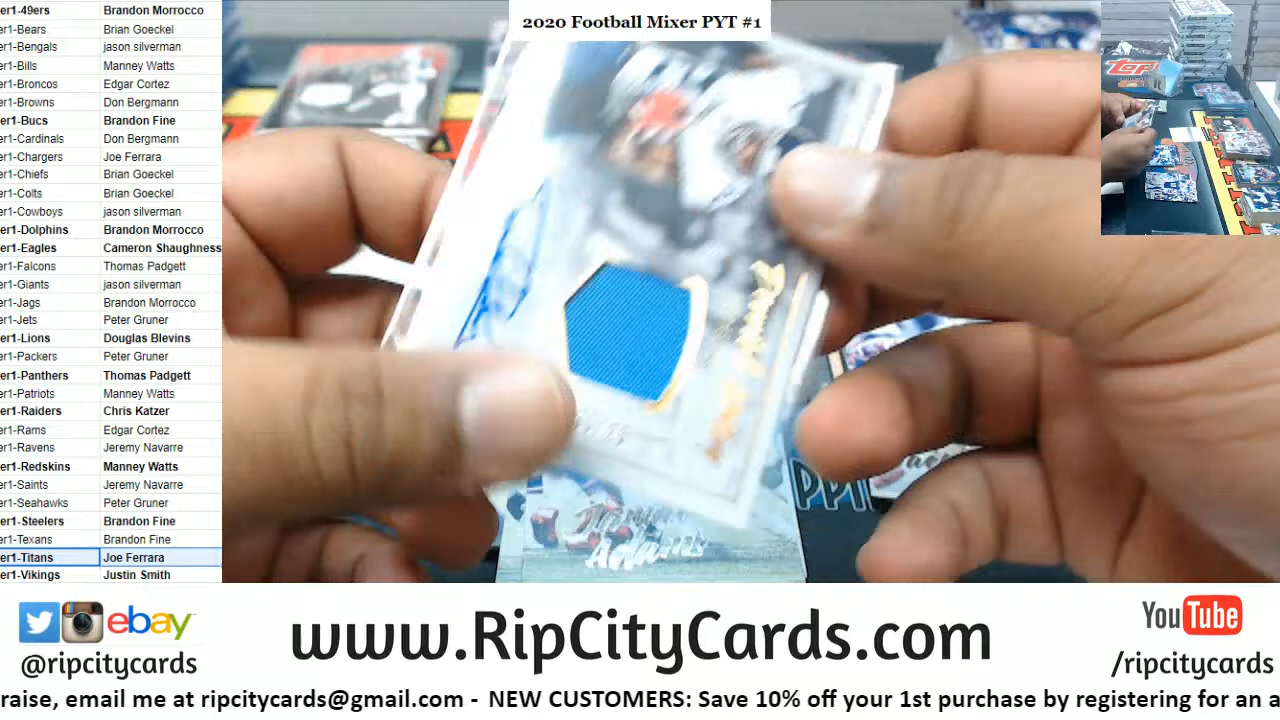 2020 Football Mixer PYT #1
er1-49ers Brandon Morrocco
er1-Bears Brian Goeckel
er1-Bengals jason silverman
er1-Bills Manney Watts
er1-Broncos Edgar Cortez
er1-Browns Don Bergmann
er1-Bucs Brandon Fine
er1-Cardinals Don Bergmann
er1-Chargers Joe Ferrara
er1-Chiefs Brian Goeckel
er1-Colts Brian Goeckel
er1-Cowboys jason silverman
er1-Dolphins Brandon Morrocco
er1-Eagles Cameron Shaughness
er1-Falcons Thomas Padgett
er1-Giants jason silverman
er1-Jags Brandon Morrocco
er1-Jets Peter Gruner
er1-Lions Douglas Blevins
er1-Packers Peter Gruner
er1-Panthers Thomas Padgett
er1-Patriots Manney Watts
er1-Raiders Chris Katzer
er1-Rams Edgar Cortez
er1-Ravens Jeremy Navarre
er1-Redskins Manney Watts
er1-Saints Jeremy Navarre
er1-Seahawks Peter Gruner
er1-Steelers Brandon Fine
er1-Texans Brandon Fine
er1-Titans Joe Ferrara
er1-Vikings Justin Smith
Adams
ebay
@ripcitycards
www.RipCityCards.com
YouTube
/ripcitycards
raise, email me at ripcitycards@gmail.com - NEW CUSTOMERS: Save 10% off your 1st purchase by registering for an a